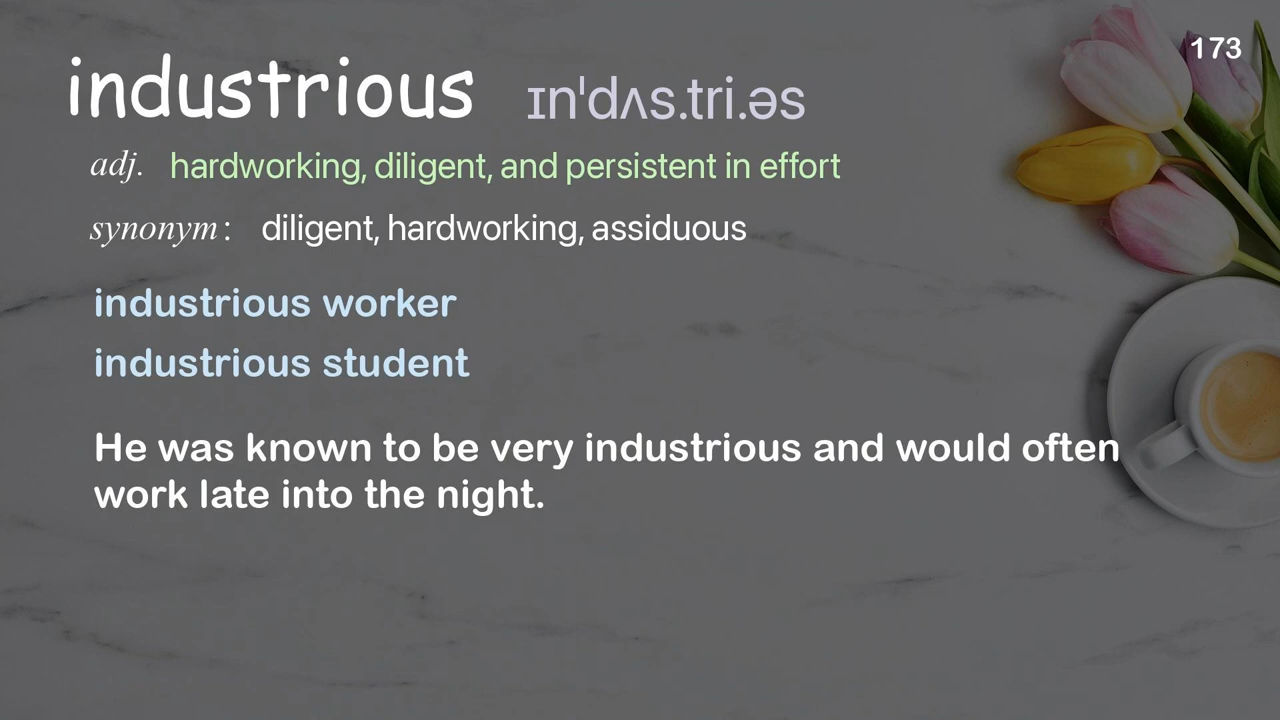 173
industrious ɪnˈdʌs.tri.əs
adj. hardworking, diligent, and persistent in effort
synonym: diligent, hardworking, assiduous
industrious worker
industrious student
He was known to be very industrious and would often
work late into the night.